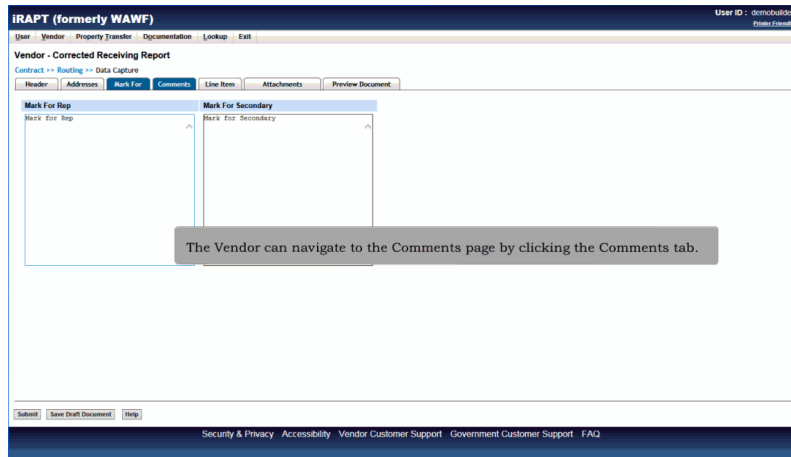 iRAPT (formerly WAWF)
User ID : demobuilde
Printer Friendl
User Vendor Property Transfer Documentation Lookup Exit
Vendor - Corrected Receiving Report
Contract >> Routing >> Data Capture
Header Addresses Mark For Comments Line Item Attachments Preview Document
Mark For Rep Mark For Secondary
Mark for Rep Mark for Secondary
The Vendor can navigate to the Comments page by clicking the Comments tab.
Submit Save Draft Document Help
Security & Privacy Accessibility Vendor Customer Support Government Customer Support FAQ